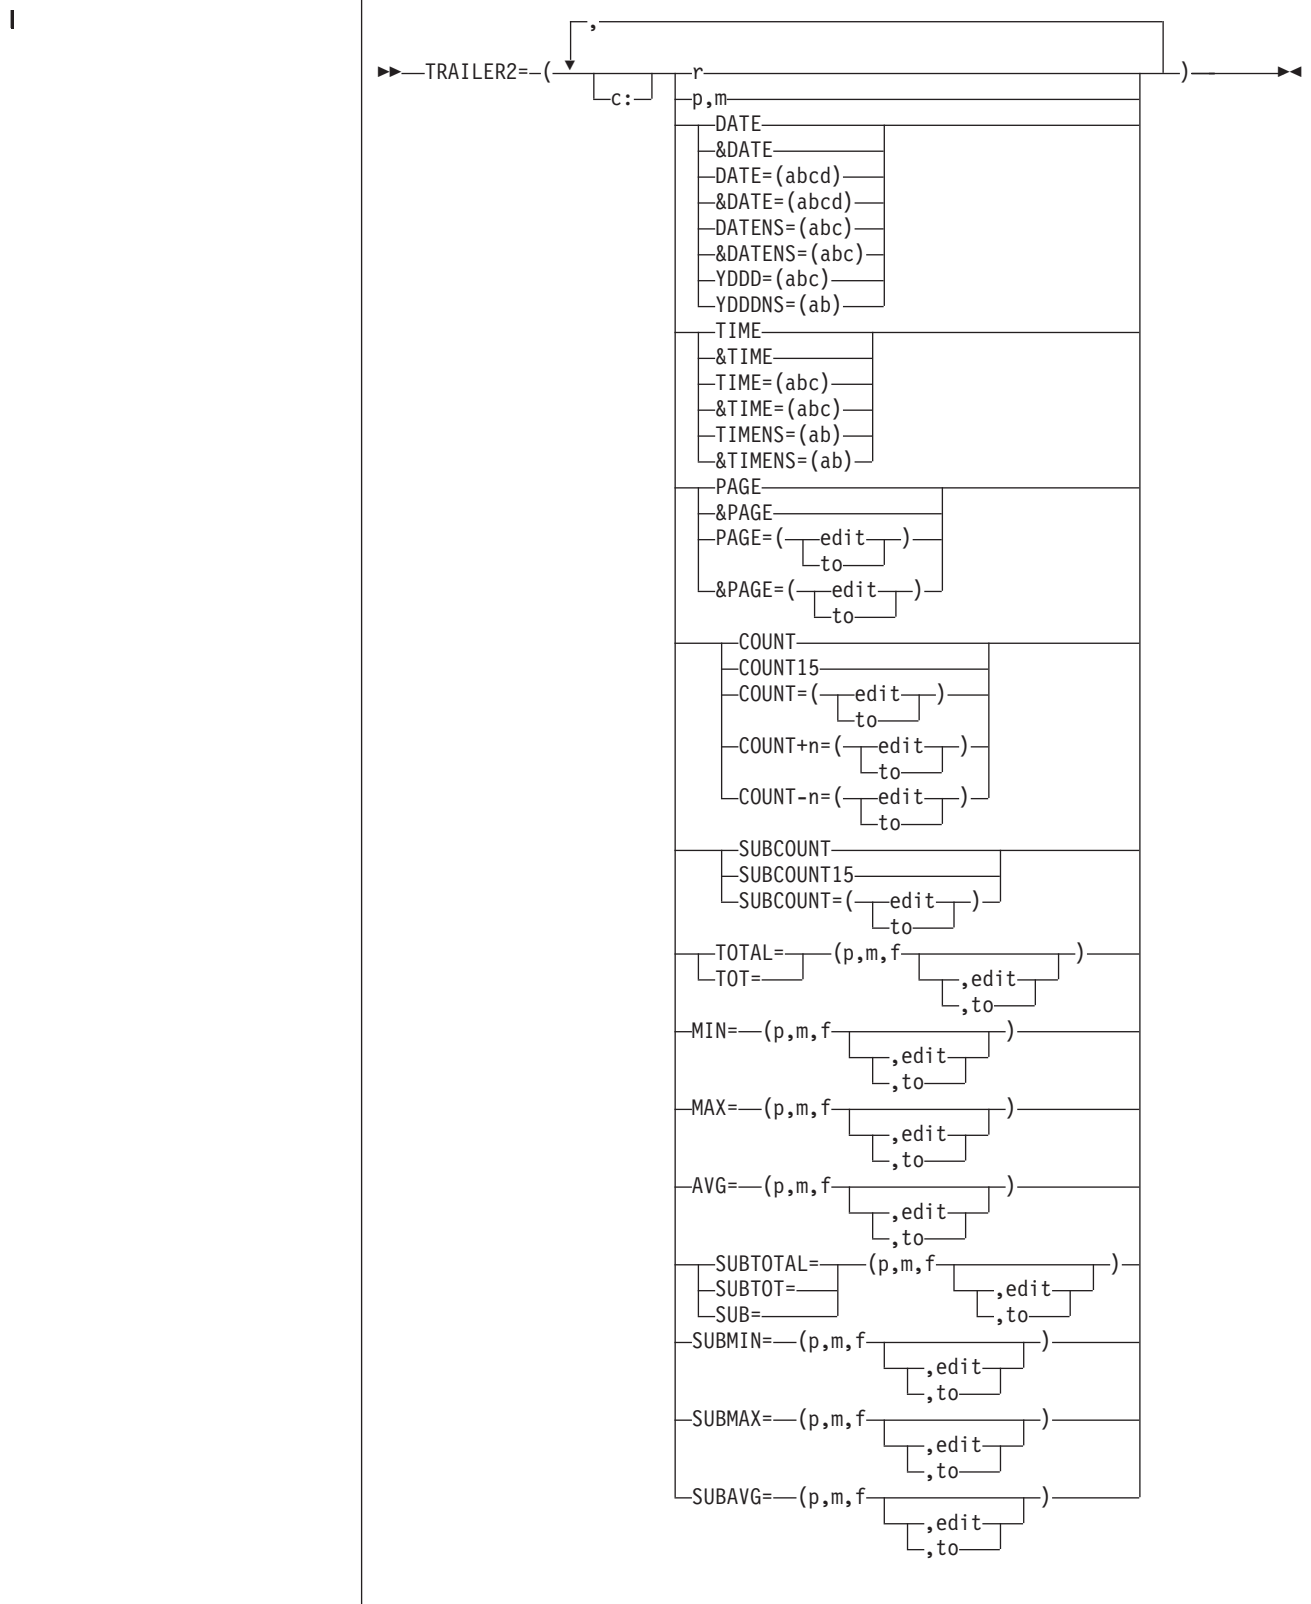 ,
TRAILER2= ( r )
c: p,m
DATE
&DATE
DATE=(abcd)
&DATE=(abcd)
DATENS=(abc)
&DATENS=(abc)
YDDD=(abc)
YDDDNS=(ab)
TIME
&TIME
TIME=(abc)
&TIME=(abc)
TIMENS=(ab)
&TIMENS=(ab)
PAGE
&PAGE
PAGE=( edit )
to
&PAGE=( edit )
to
COUNT
COUNT15
COUNT=( edit )
to
COUNT+n=( edit )
to
COUNT-n=( edit )
to
SUBCOUNT
SUBCOUNT15
SUBCOUNT=( edit )
to
TOTAL= (p,m,f )
TOT= ,edit
,to
MIN= (p,m,f )
,edit
,to
MAX= (p,m,f )
,edit
,to
AVG= (p,m,f )
,edit
,to
SUBTOTAL= (p,m,f )
SUBTOT= ,edit
SUB= ,to
SUBMIN= (p,m,f )
,edit
,to
SUBMAX= (p,m,f )
,edit
,to
SUBAVG= (p,m,f )
,edit
,to